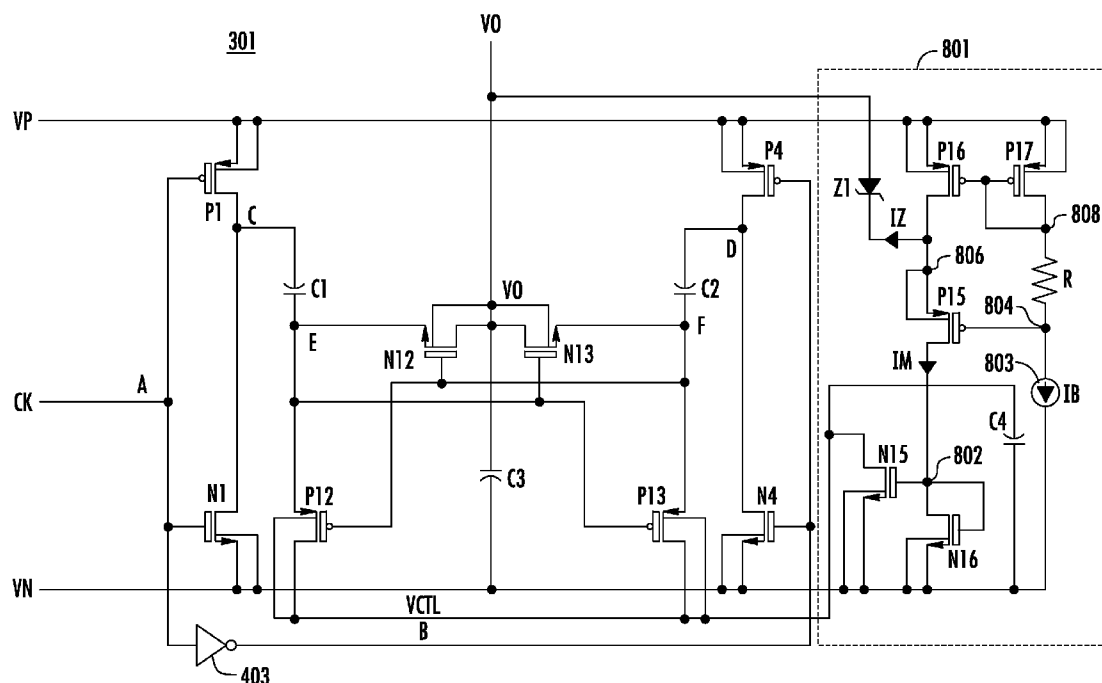 301
VO
801
VP
P4
P16
P17
P1
Z1
C
IZ
808
D
806
C1
VO
C2
P15
R
804
E
N12
N13
F
IM
803
A
IB
CK
C4
N15
C3
802
N1
P12
P13
N4
N16
VN
VCTL
B
403